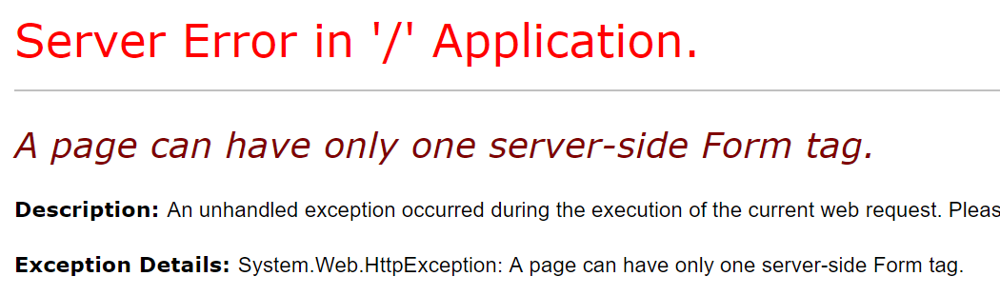 Server Error in '/' Application.
A page can have only one server-side Form tag.
Description: An unhandled exception occurred during the execution of the current web request. Pleas
Exception Details: System.Web.HttpException: A page can have only one server-side Form tag.